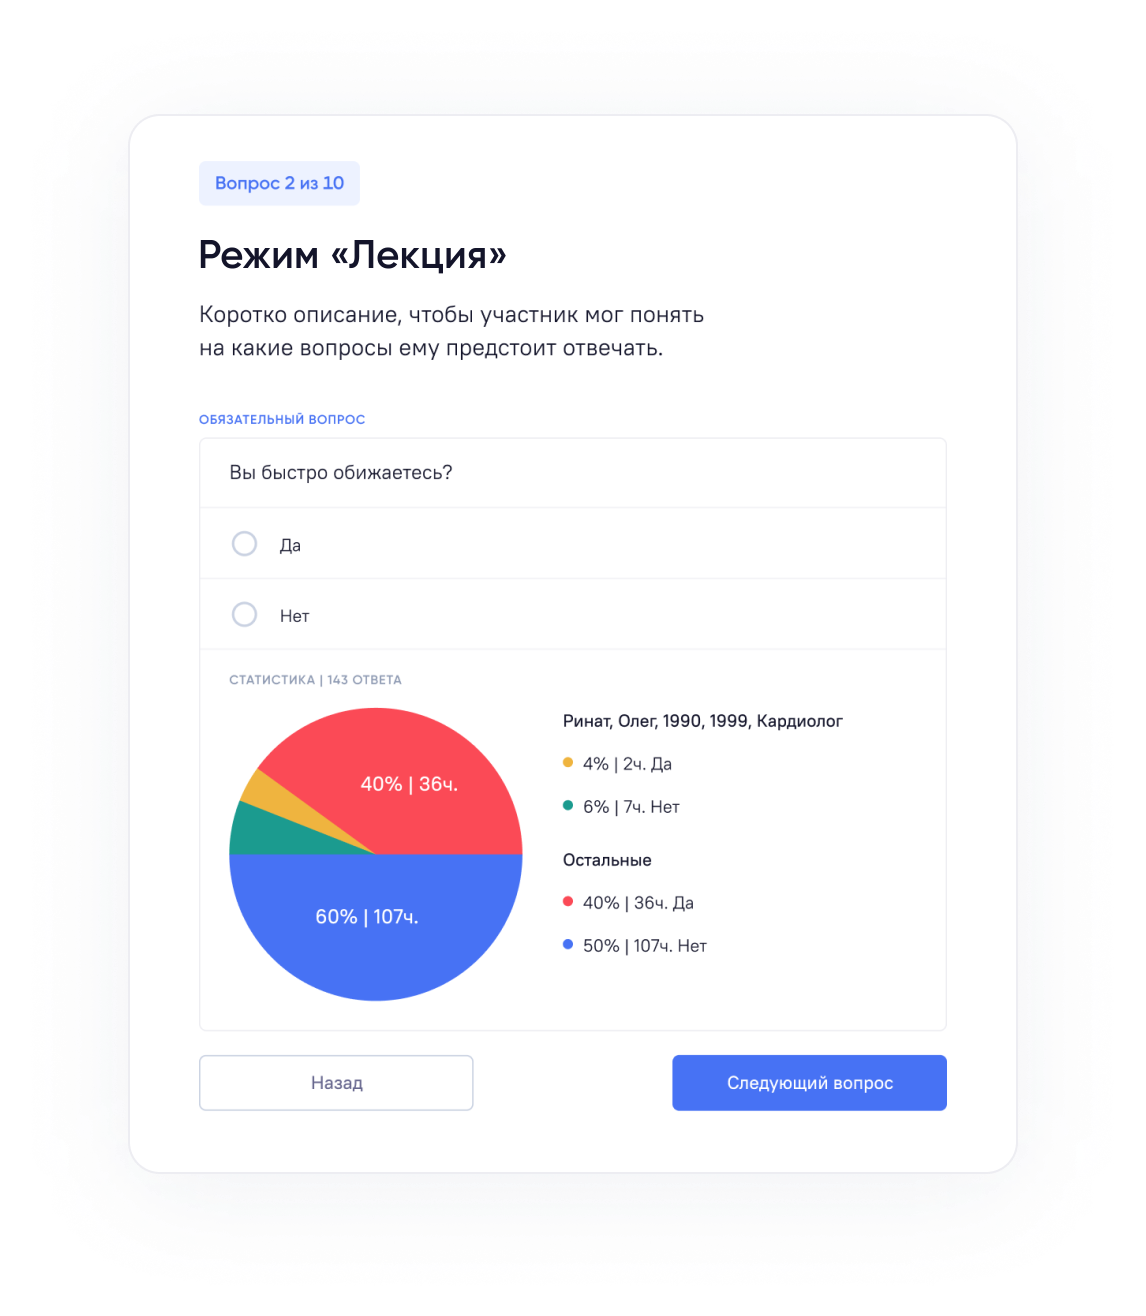 Вопрос 2 из 10
Режим «Лекция»
Коротко описание, чтобы участник мог понять
на какие вопросы ему предстоит отвечать.
ОБЯЗАТЕЛЬНЫЙ ВОПРОС
Вы быстро обижаетесь?
Да
Нет
СТАТИСТИКА | 143 ОТВЕТА
40% | 36ч.
60% | 107ч.
Ринат, Олег, 1990, 1999, Кардиолог
4% | 2ч. Да
6% | 7ч. Нет
Остальные
40% | 36ч. Да
50% | 107ч. Нет
Назад
Следующий вопрос